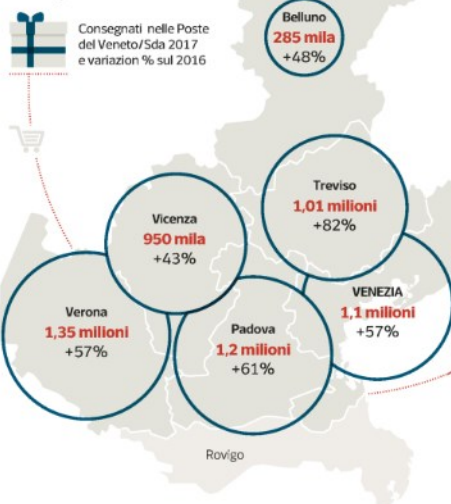 Consegnati nelle Poste
del Veneto/Sda 2017
e variazion % sul 2016
Belluno
285 mila
+48%
Treviso
1,01 milioni
+82%
Vicenza
950 mila
+43%
VENEZIA
1,1 milioni
+57%
Verona
1,35 milioni
+57%
Padova
1,2 milioni
+61%
Rovigo